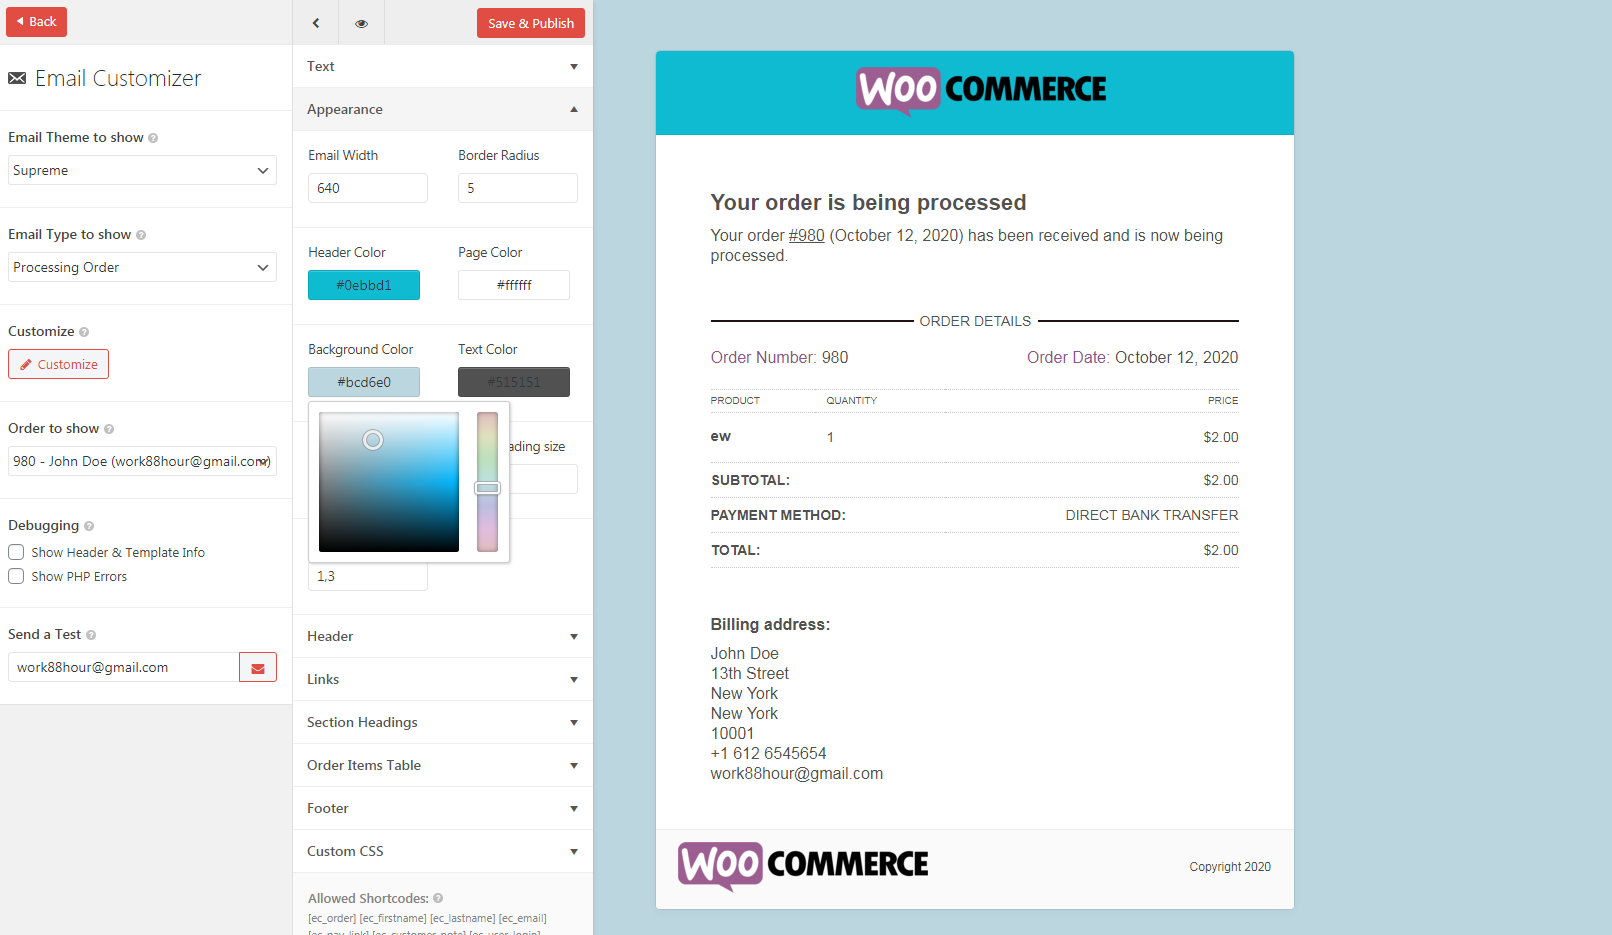 Back
Email Customizer
Email Theme to show
Supreme
Email Type to show
Processing Order
Customize
Customize
Order to show
980 - John Doe (work88hour@gmail.com)
Debugging
Show Header & Template Info
Show PHP Errors
Send a Test
work88hour@gmail.com
Save & Publish
Text
Appearance
Email Width
Border Radius
640
5
Header Color
Page Color
#0ebbd1
#ffffff
Background Color
Text Color
#bcd6e0
#515151
ading size
1,3
Header
Links
Section Headings
Order Items Table
Footer
Custom CSS
Allowed Shortcodes:
[ec_order] [ec_firstname] [ec_lastname] [ec_email]
[ec_pay_link] [ec_customer_note] [ec_user_login]
WOO COMMERCE
Your order is being processed
Your order #980 (October 12, 2020) has been received and is now being
processed.
ORDER DETAILS
Order Number: 980
Order Date: October 12, 2020
PRODUCT QUANTITY PRICE
ew 1 $2.00
SUBTOTAL: $2.00
PAYMENT METHOD: DIRECT BANK TRANSFER
TOTAL: $2.00
Billing address:
John Doe
13th Street
New York
New York
10001
+1 612 6545654
work88hour@gmail.com
WOO COMMERCE
Copyright 2020